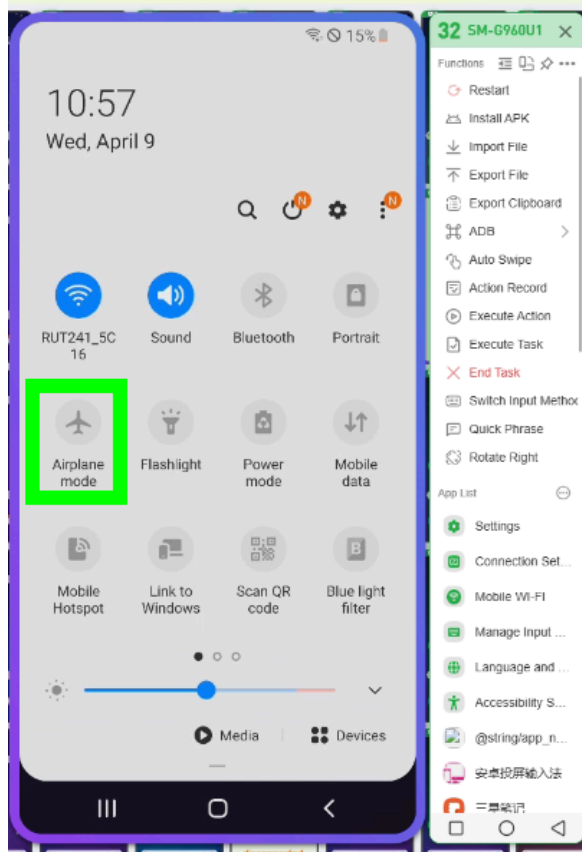 15%
10:57
Wed, April 9
N
N
RUT241_5C
16
Sound
Bluetooth
Portrait
Airplane
mode
Flashlight
Power
mode
Mobile
data
Mobile
Hotspot
Link to
Windows
Scan QR
code
Blue light
filter
Media
Devices
32 SM-G960U1
Functions
Restart
Install APK
Import File
Export File
Export Clipboard
ADB
Auto Swipe
Action Record
Execute Action
Execute Task
End Task
Switch Input Method
Quick Phrase
Rotate Right
App List
Settings
Connection Set...
Mobile WI-FI
Manage Input ...
Language and ...
Accessibility S...
@string/app_n...
安卓投屏输入法